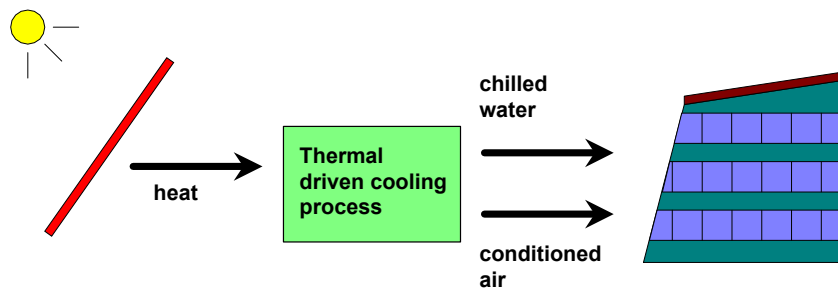 heat
Thermal
driven cooling
process
chilled
water
conditioned
air